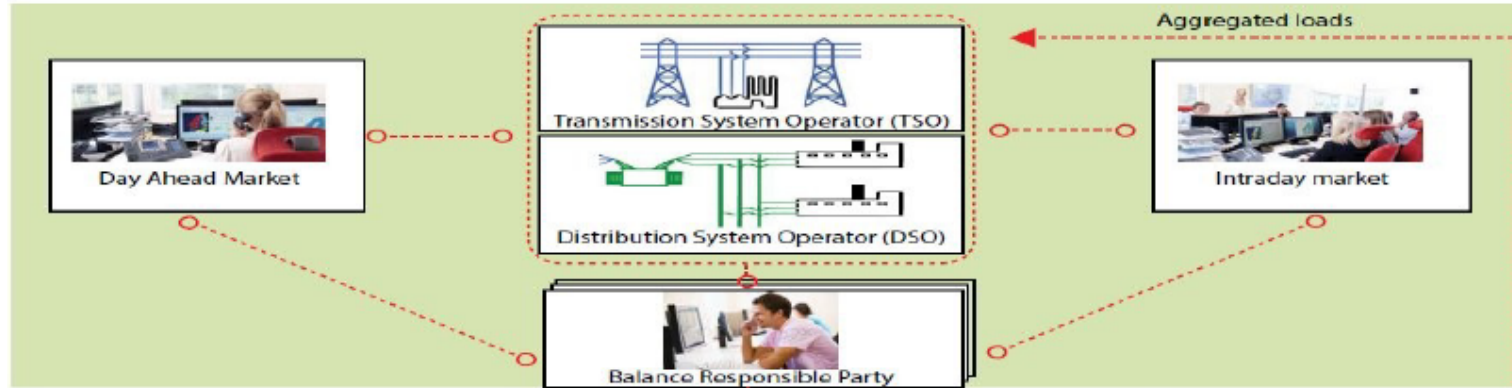 Aggregated loads
Transmission System Operator (TSO)
Day Ahead Market
Intraday market
Distribution System Operator (DSO)
Balance Responsible Party